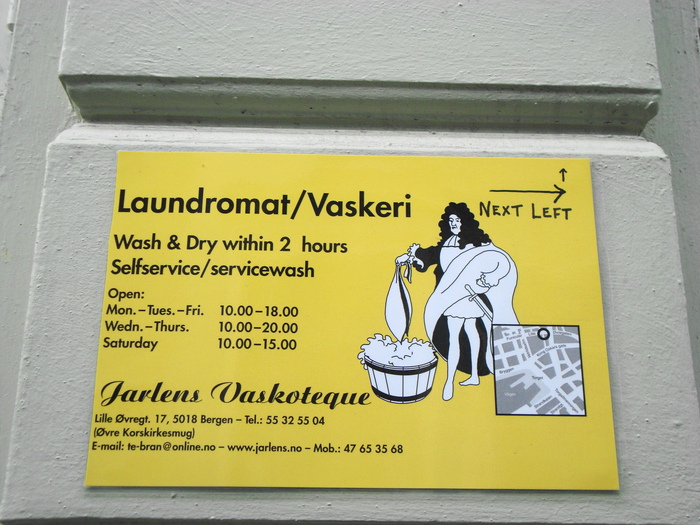 Laundromat/Vaskeri
NEXT LEFT
Wash & Dry within 2 hours
Selfservice/servicewash
Open:
Mon.–Tues.–Fri. 10.00–18.00
Wedn.–Thurs. 10.00–20.00
Saturday 10.00–15.00
Jarlens Vaskoteque
Lille Øvregt. 17, 5018 Bergen – Tel.: 55 32 55 04
(Øvre Korskirkesmug)
E-mail: te-bran@online.no – www.jarlens.no – Mob.: 47 65 35 68